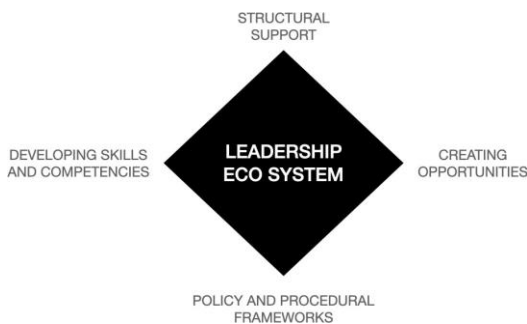 STRUCTURAL
SUPPORT
DEVELOPING SKILLS
AND COMPETENCIES
LEADERSHIP
ECO SYSTEM
CREATING
OPPORTUNITIES
POLICY AND PROCEDURAL
FRAMEWORKS